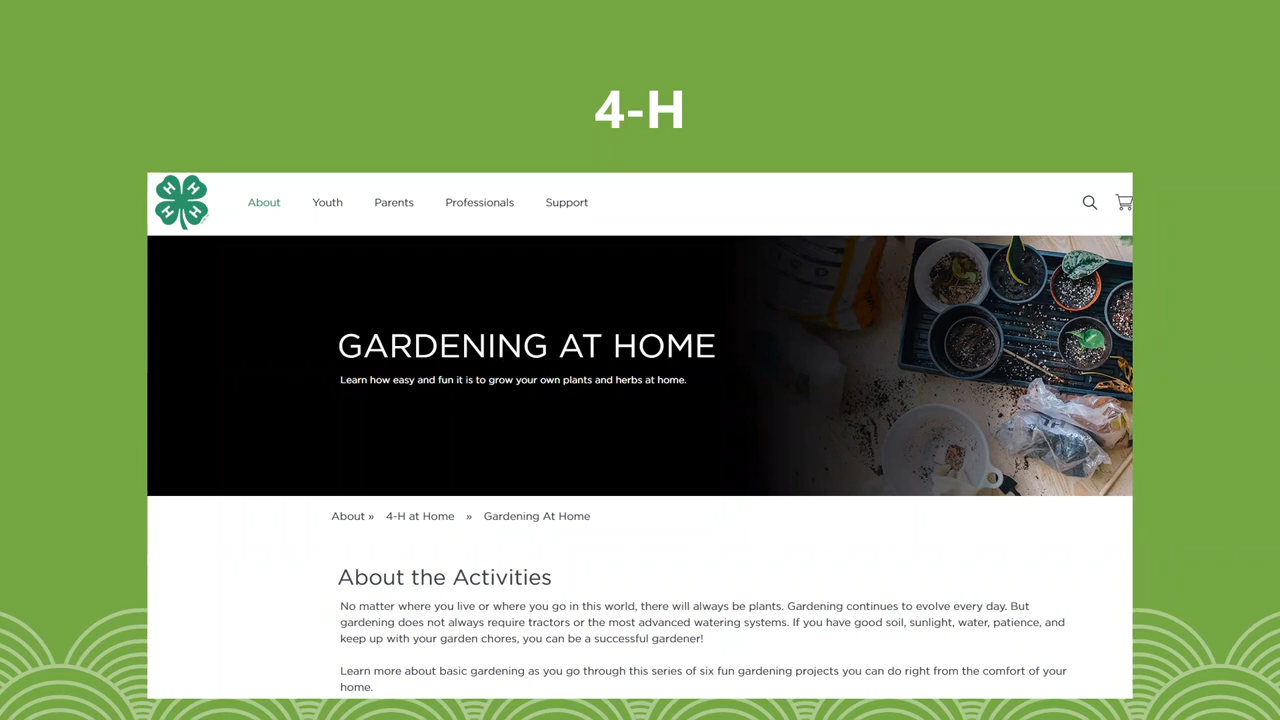 4-H
H H
H H
About Youth Parents Professionals Support
GARDENING AT HOME
Learn how easy and fun it is to grow your own plants and herbs at home.
About » 4-H at Home » Gardening At Home
About the Activities
No matter where you live or where you go in this world, there will always be plants. Gardening continues to evolve every day. But
gardening does not always require tractors or the most advanced watering systems. If you have good soil, sunlight, water, patience, and
keep up with your garden chores, you can be a successful gardener!
Learn more about basic gardening as you go through this series of six fun gardening projects you can do right from the comfort of your
home.